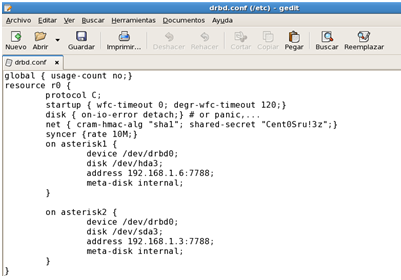 drbd.conf (/etc) - gedit
Archivo Editar Ver Buscar Herramientas Documentos Ayuda
Nuevo Abrir Guardar Imprimir... Deshacer Rehacer Cortar Copiar Pegar Buscar Reemplazar
drbd.conf ×
global { usage-count no;}
resource r0 {
protocol C;
startup { wfc-timeout 0; degr-wfc-timeout 120;}
disk { on-io-error detach;} # or panic,...
net { cram-hmac-alg "sha1"; shared-secret "Cent0Sru!3z";}
syncer {rate 10M;}
on asterisk1 {
device /dev/drbd0;
disk /dev/hda3;
address 192.168.1.6:7788;
meta-disk internal;
}
on asterisk2 {
device /dev/drbd0;
disk /dev/sda3;
address 192.168.1.3:7788;
meta-disk internal;
}
}